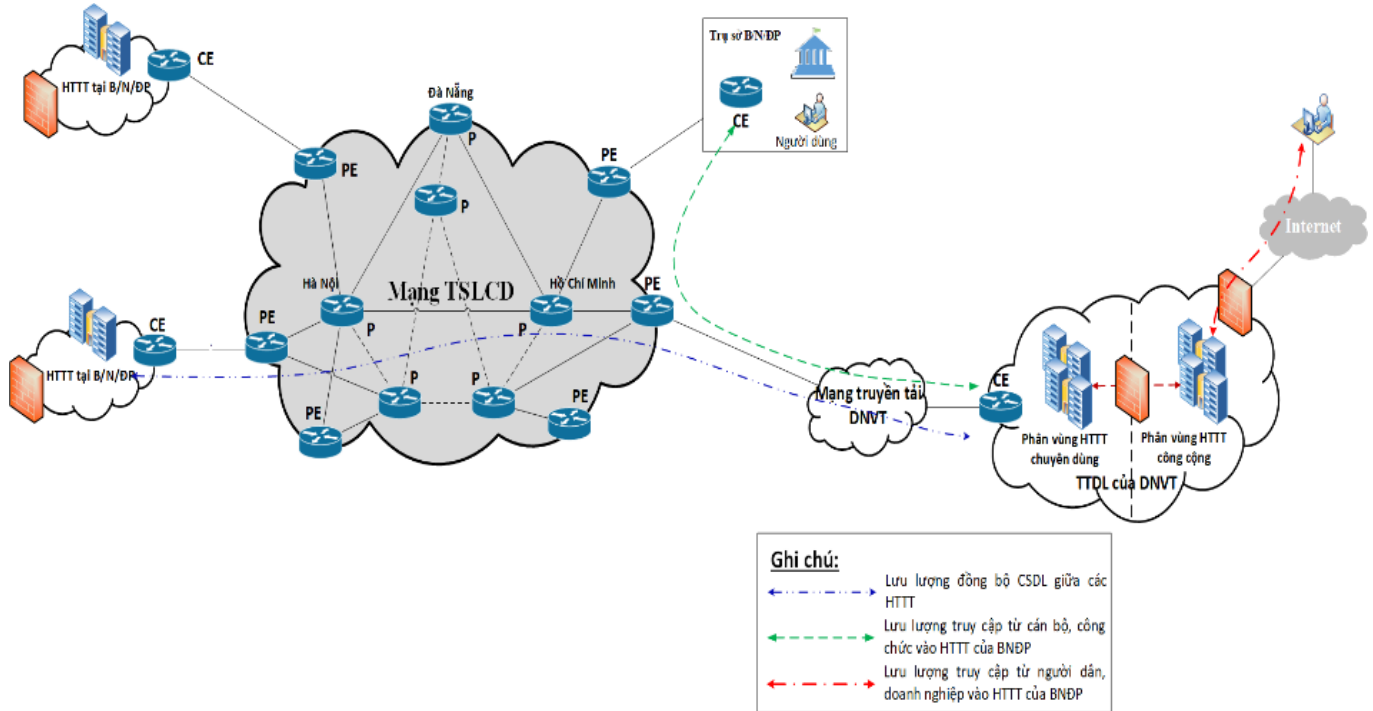 Trụ sở B/N/ĐP
CE
Người dùng
HTTT tại B/N/ĐP
CE
Đà Nẵng
P
PE
PE
P
Internet
Hà Nội
Mạng TSLCD
Hồ Chí Minh
PE
P
P
PE
CE
HTTT tại B/N/ĐP
P
P
PE
PE
Mạng truyền tải
DNVT
CE
Phân vùng HTTT
chuyên dùng
Phân vùng HTTT
công cộng
TTDL của DNVT
Ghi chú:
Lưu lượng đồng bộ CSDL giữa các
HTTT
Lưu lượng truy cập từ cán bộ, công
chức vào HTTT của BNĐP
Lưu lượng truy cập từ người dân,
doanh nghiệp vào HTTT của BNĐP